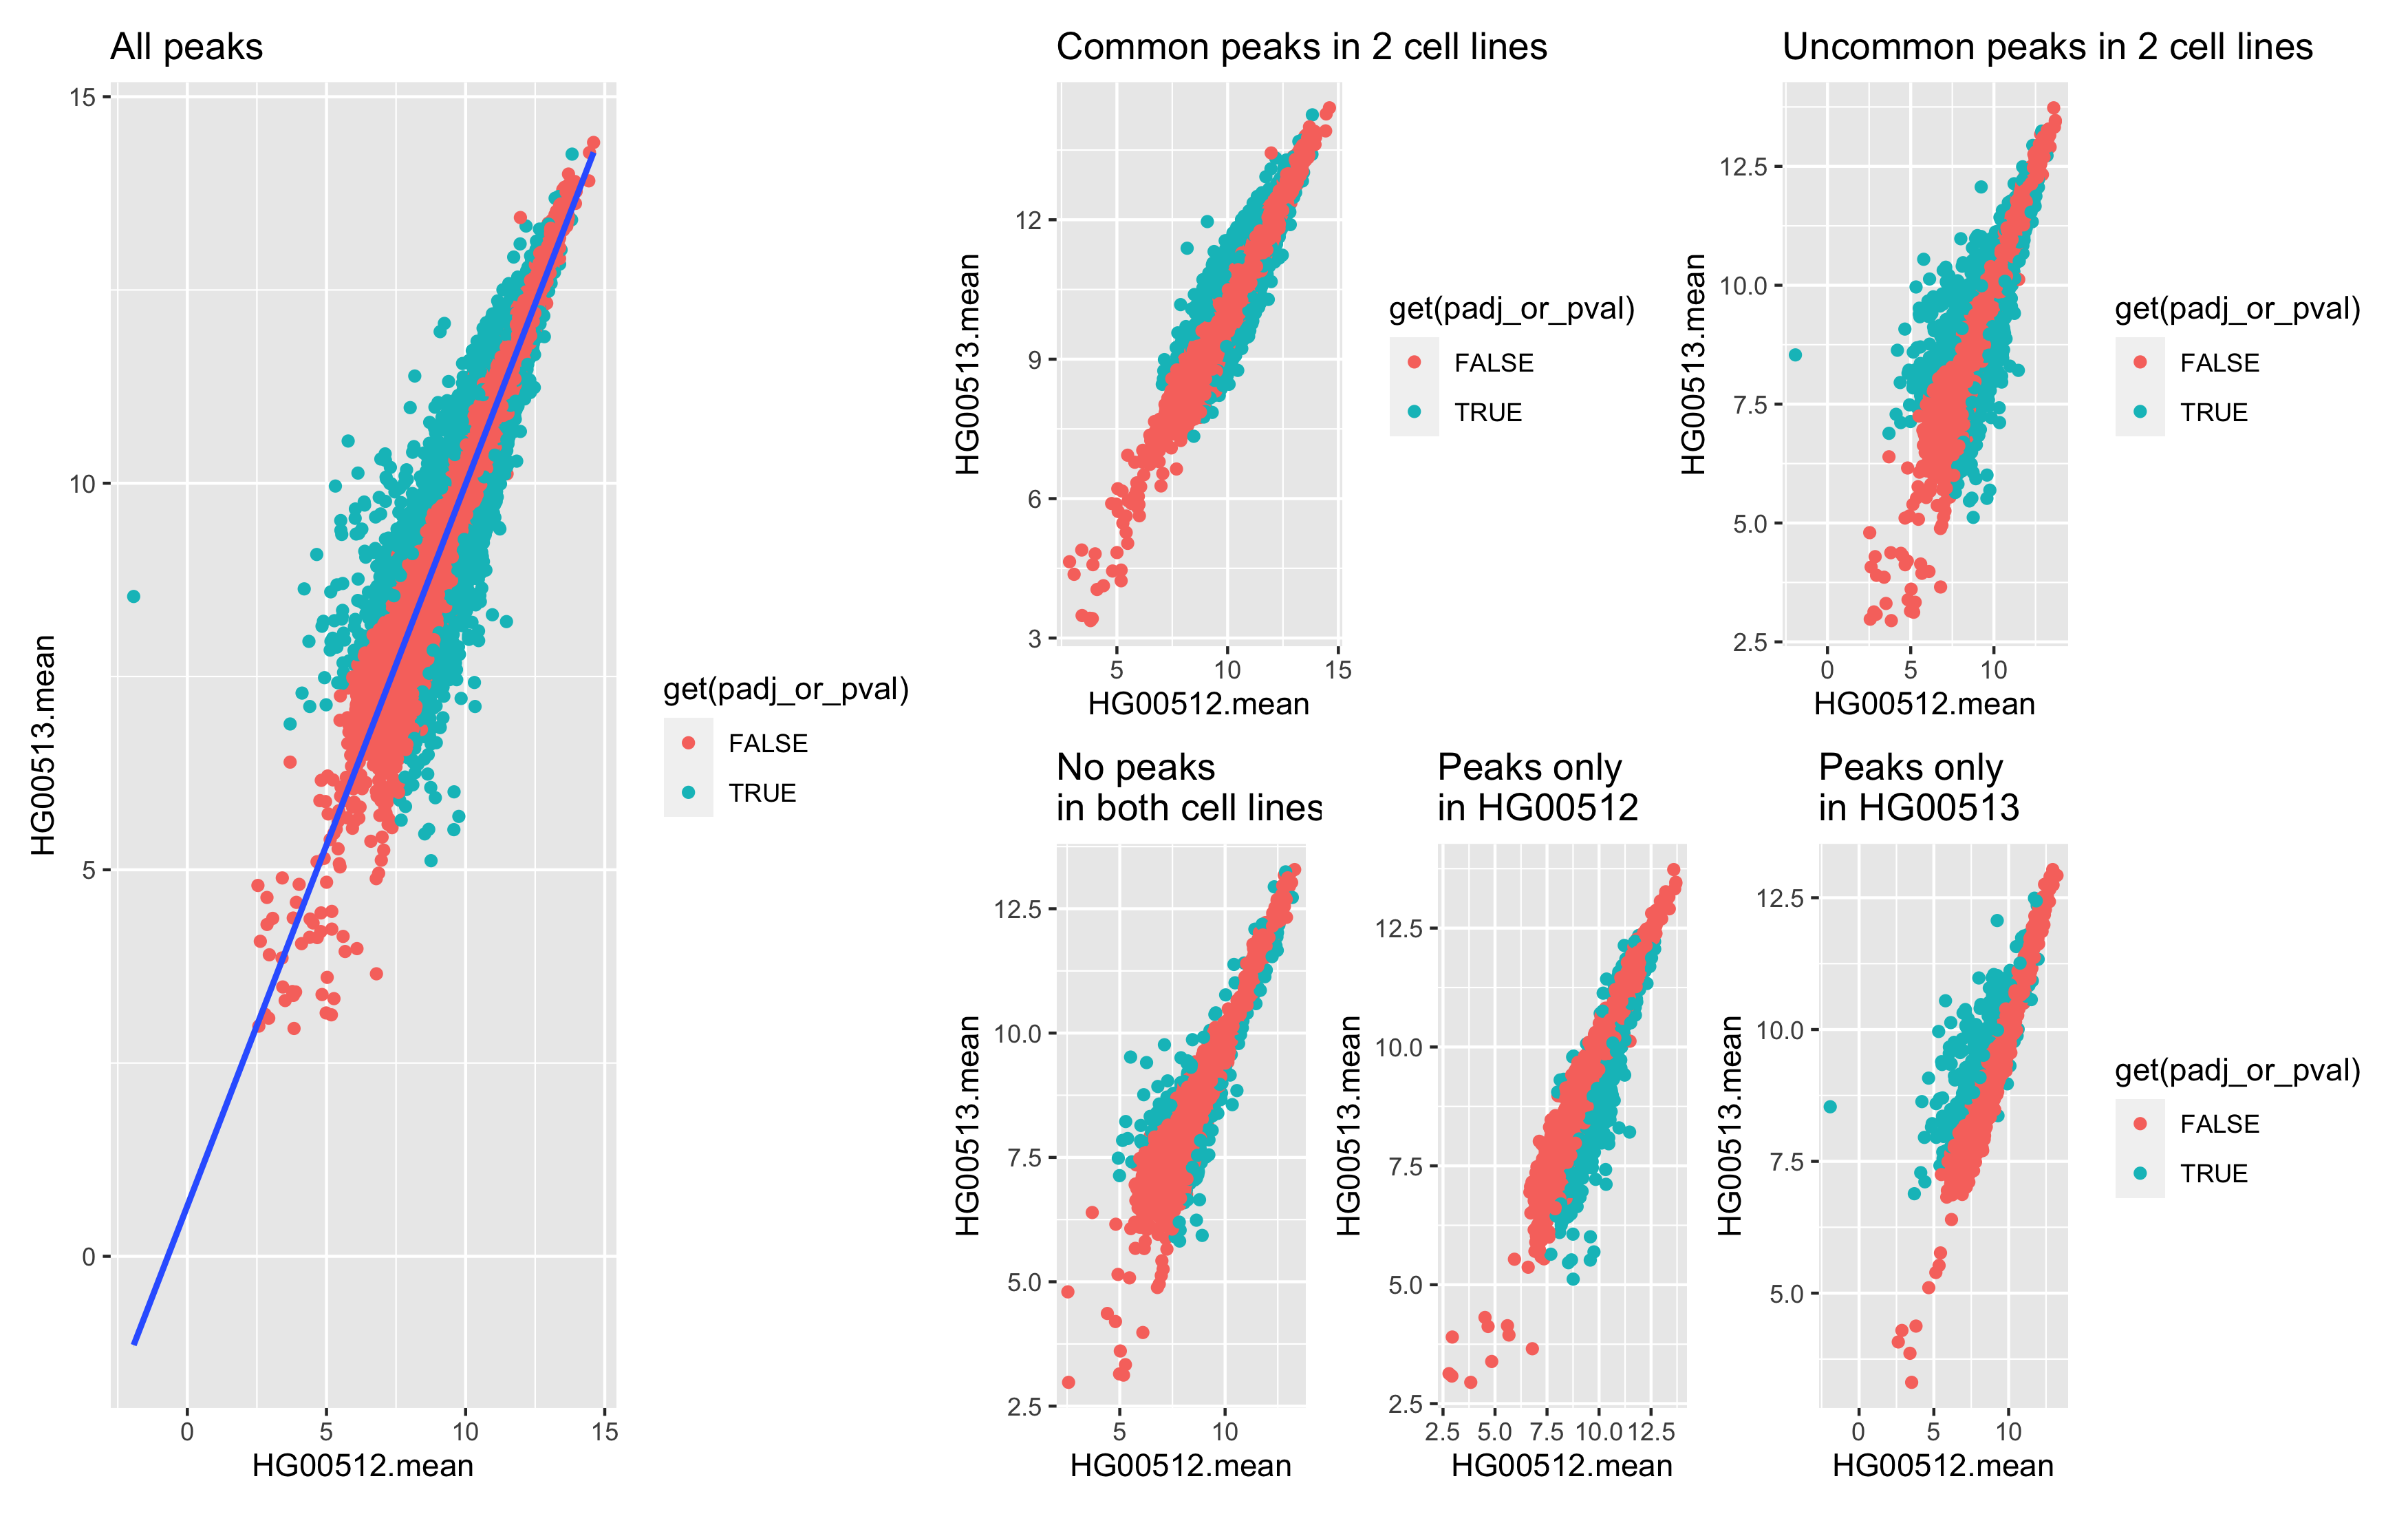 All peaks
15
10
5
0
0
5
10
15
HG00512.mean
HG00513.mean
get(padj_or_pval)
FALSE
TRUE
Common peaks in 2 cell lines
12
9
6
3
5
10
15
HG00512.mean
HG00513.mean
get(padj_or_pval)
FALSE
TRUE
Uncommon peaks in 2 cell lines
12.5
10.0
7.5
5.0
2.5
0
5
10
HG00512.mean
HG00513.mean
get(padj_or_pval)
FALSE
TRUE
No peaks
in both cell lines
12.5
10.0
7.5
5.0
2.5
5
10
HG00512.mean
HG00513.mean
Peaks only
in HG00512
12.5
10.0
7.5
5.0
2.5
2.5
5.0
7.5
10.0
12.5
HG00512.mean
HG00513.mean
Peaks only
in HG00513
12.5
10.0
7.5
5.0
0
5
10
HG00512.mean
HG00513.mean
get(padj_or_pval)
FALSE
TRUE